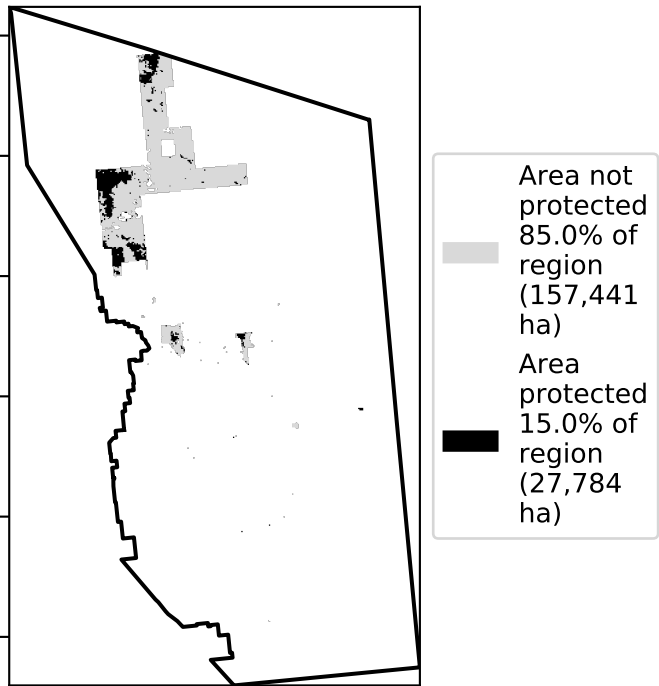 Area not
protected
85.0% of
region
(157,441
ha)
Area
protected
15.0% of
region
(27,784
ha)